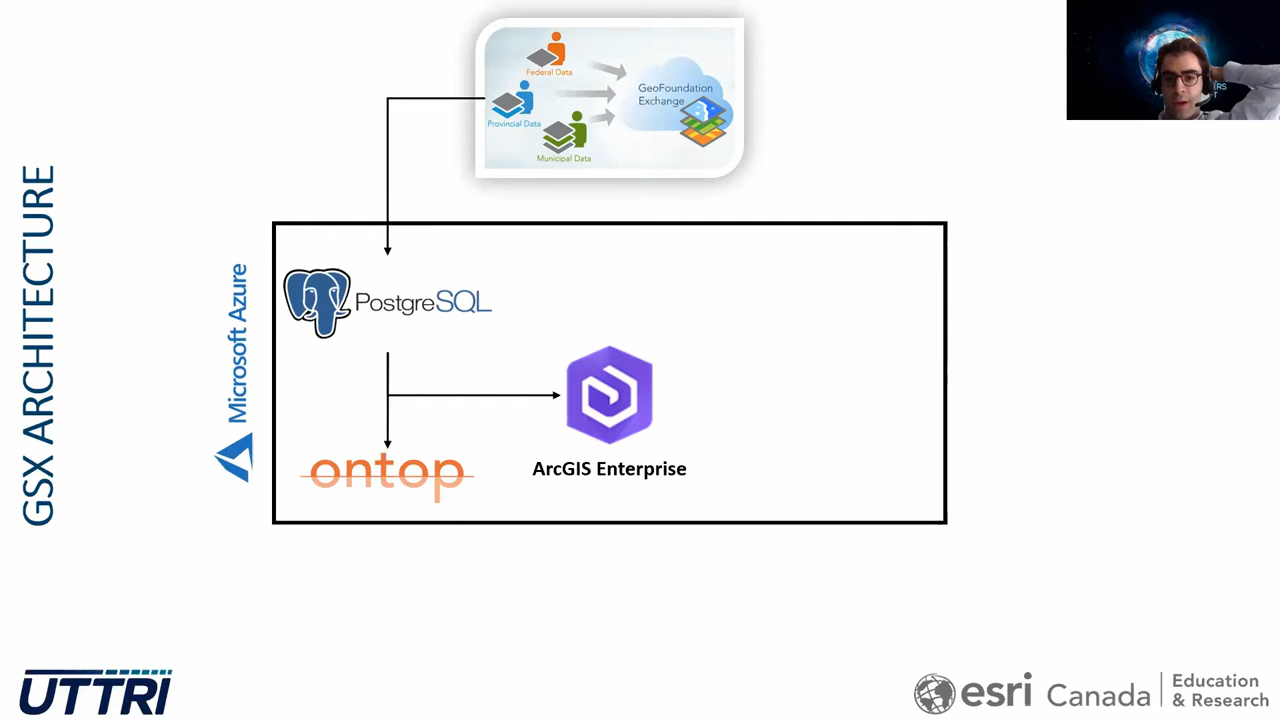 Federal Data
GeoFoundation
Exchange
Provincial Data
Municipal Data
ERS
T
GSX ARCHITECTURE
Microsoft Azure
PostgreSQL
ontop
ArcGIS Enterprise
UTTRI
esri Canada
Education
& Research